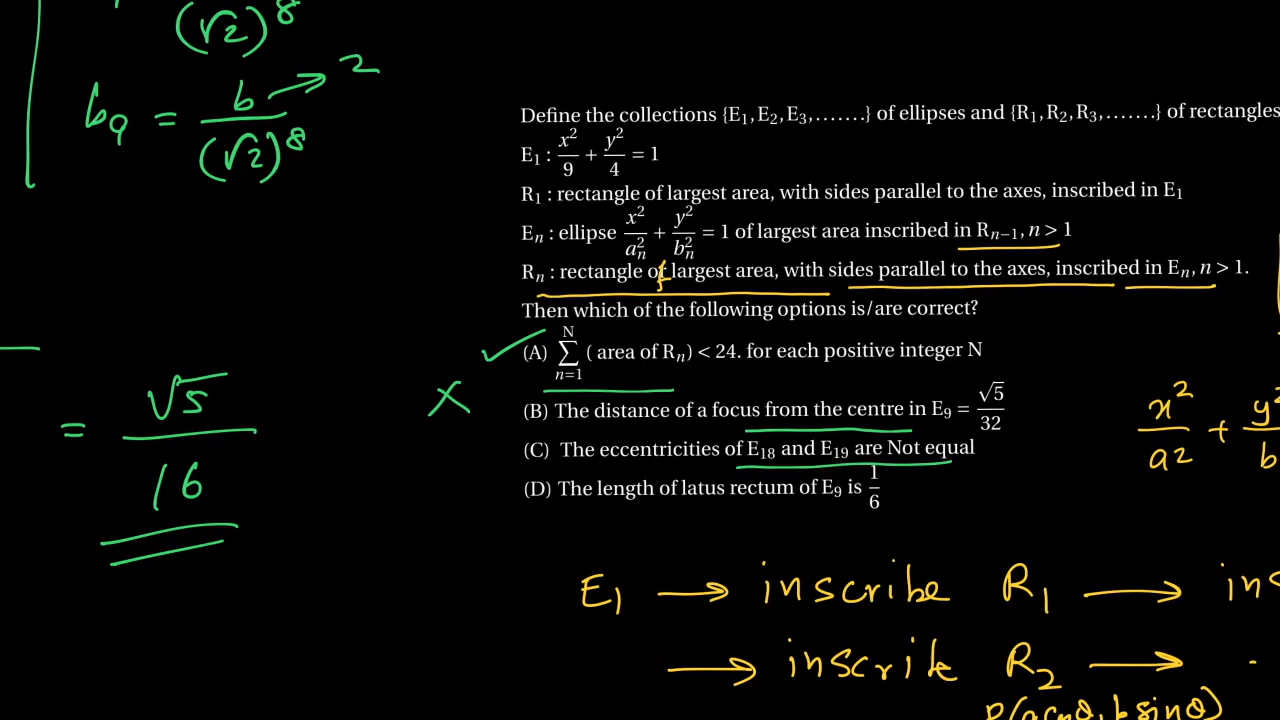 (√2)^8
b₉ = b/(√2)^8 → 2
Define the collections {E₁, E₂, E₃, .......} of ellipses and {R₁, R₂, R₃, .......} of rectangles
E₁ : x²/9 + y²/4 = 1
R₁ : rectangle of largest area, with sides parallel to the axes, inscribed in E₁
Eₙ : ellipse x²/aₙ² + y²/bₙ² = 1 of largest area inscribed in Rₙ₋₁, n > 1
Rₙ : rectangle of largest area, with sides parallel to the axes, inscribed in Eₙ, n > 1.
Then which of the following options is/are correct?
(A) ∑_{n=1}^{N} ( area of Rₙ) < 24. for each positive integer N
(B) The distance of a focus from the centre in E₉ = √5/32
(C) The eccentricities of E₁₈ and E₁₉ are Not equal
(D) The length of latus rectum of E₉ is 1/6
= √5/16
x²/a2 + y²/b
E₁ → inscribe R₁ → ins
→ inscribe R₂ →
P(a cosθ, b sinθ)